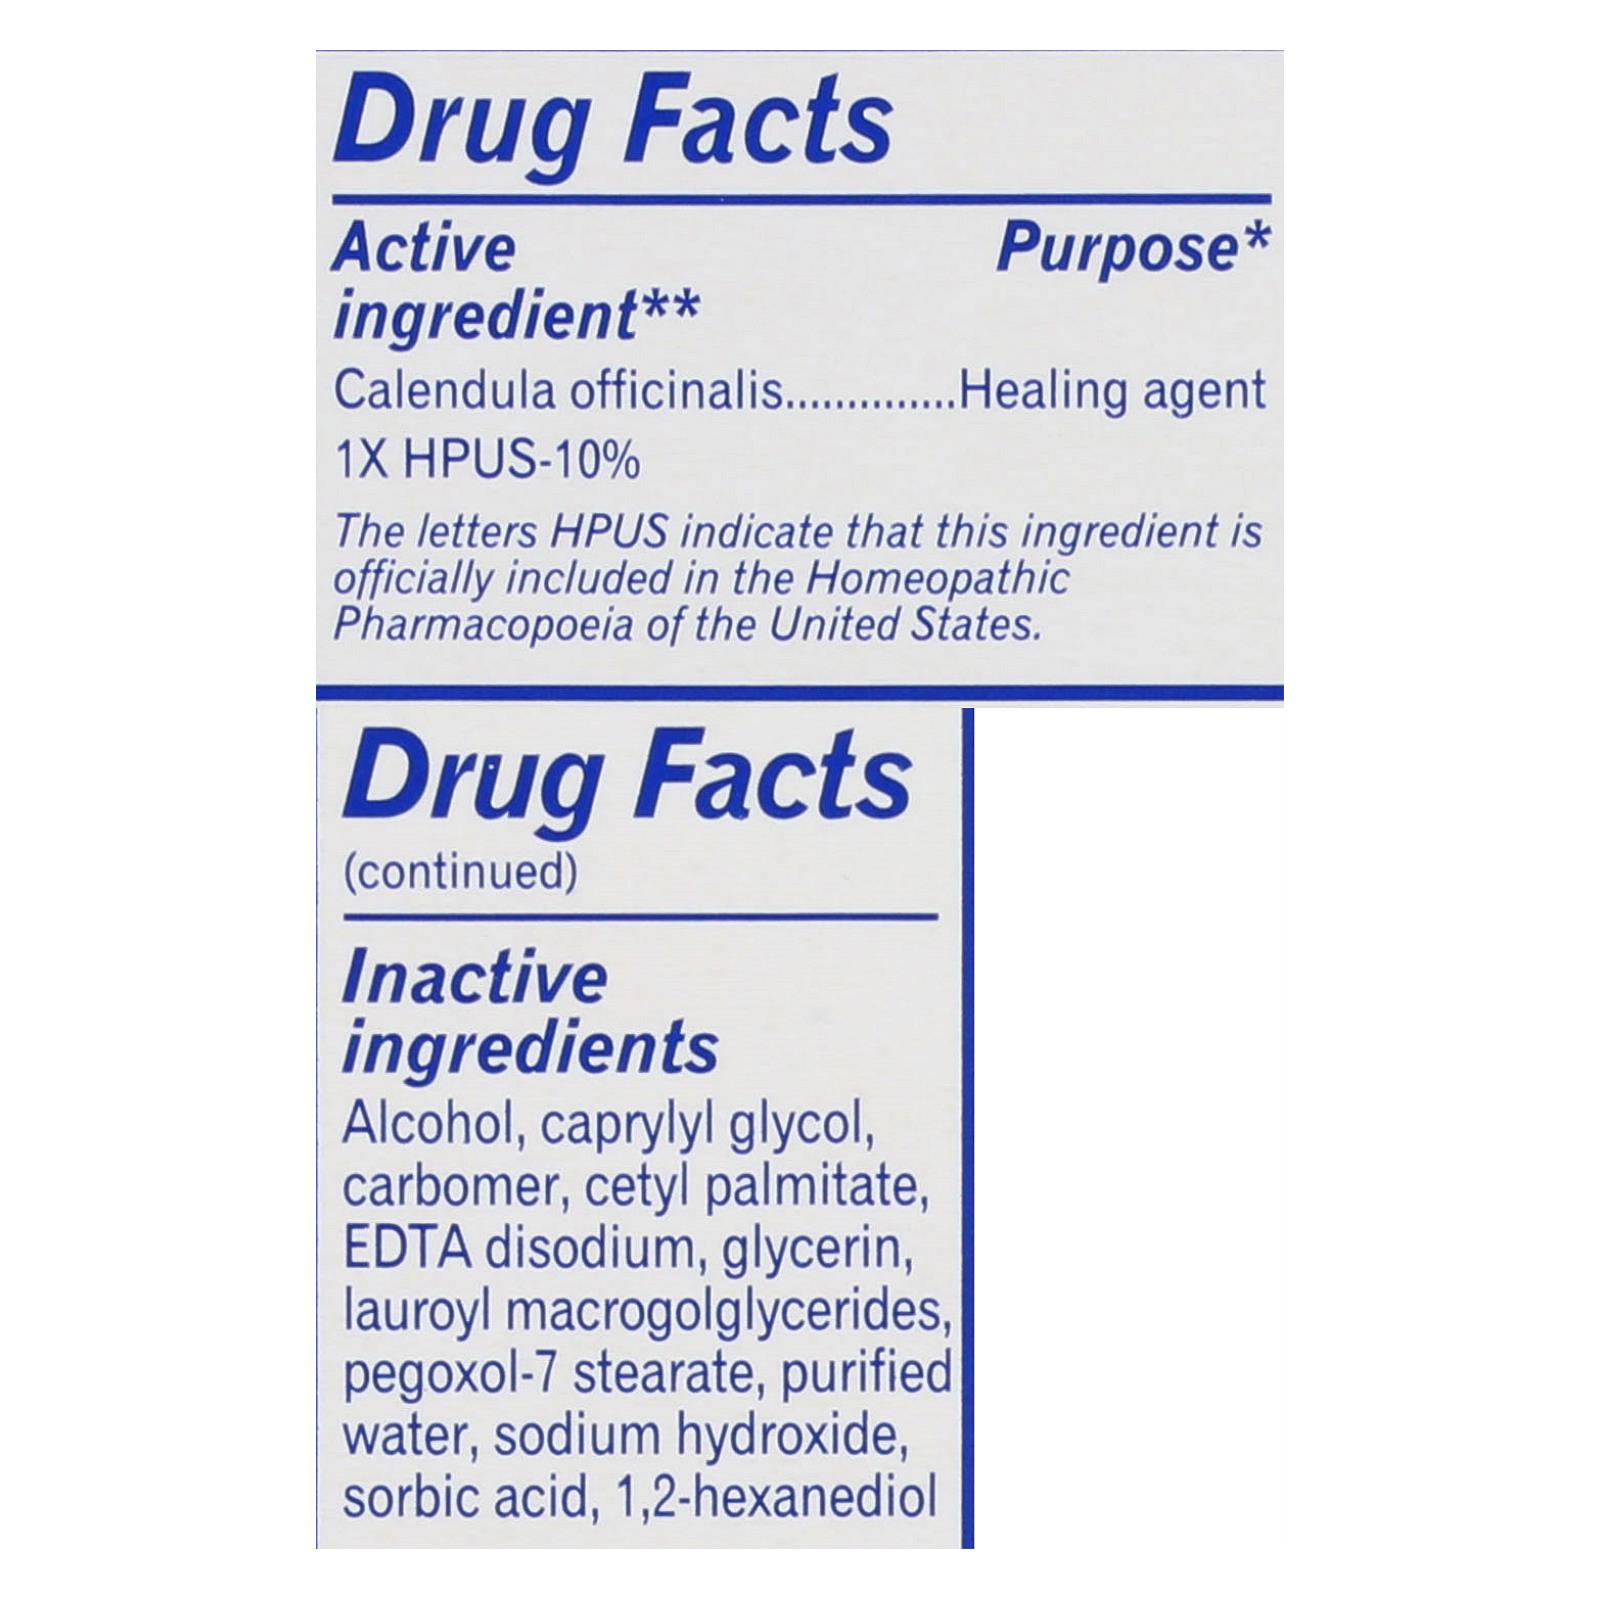 Drug Facts
Active Purpose*
ingredient**
Calendula officinalis..............Healing agent
1X HPUS-10%
The letters HPUS indicate that this ingredient is
officially included in the Homeopathic
Pharmacopoeia of the United States.
Drug Facts
(continued)
Inactive
ingredients
Alcohol, caprylyl glycol,
carbomer, cetyl palmitate,
EDTA disodium, glycerin,
lauroyl macrogolglycerides,
pegoxol-7 stearate, purified
water, sodium hydroxide,
sorbic acid, 1,2-hexanediol